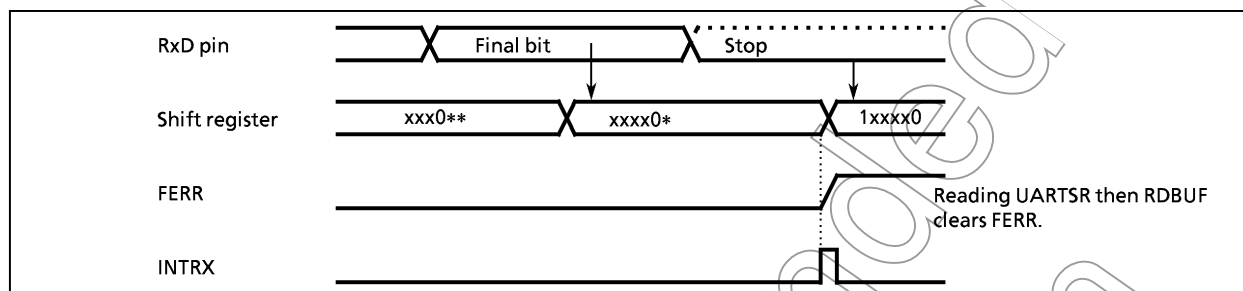 RxD pin Final bit Stop
Shift register xxx0** xxxx0* 1xxxx0
FERR
Reading UARTSR then RDBUF
clears FERR.
INTRX